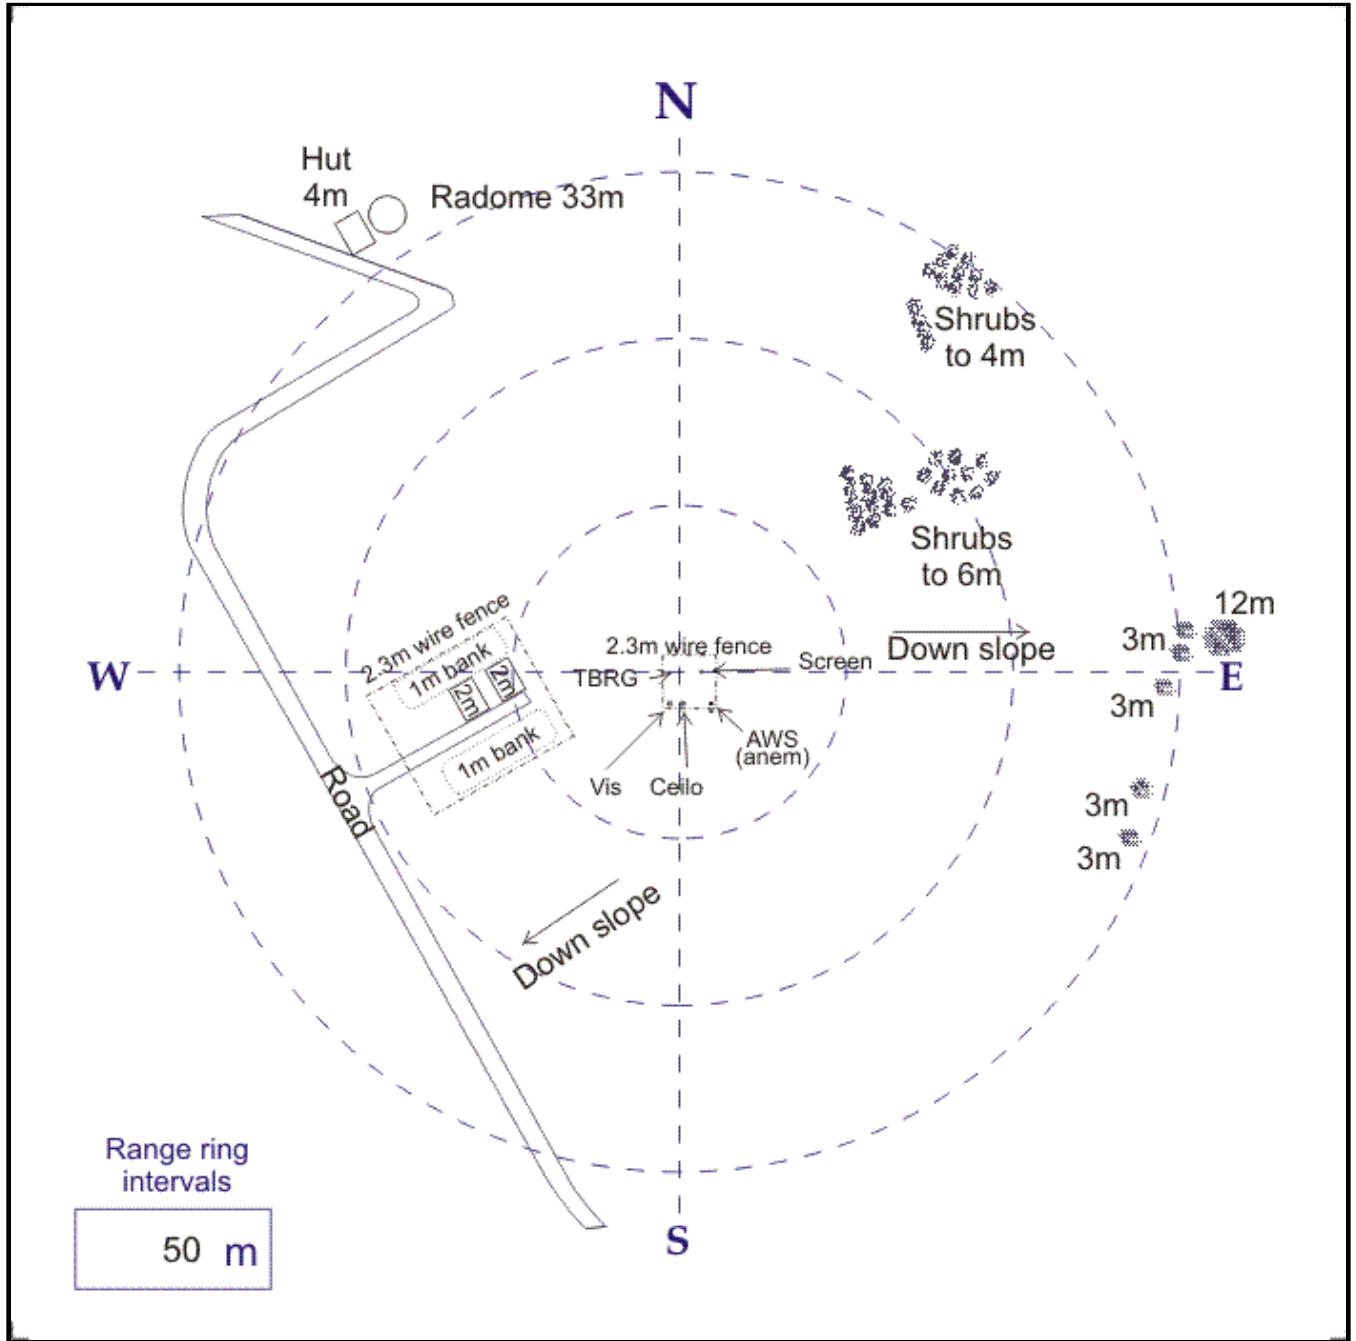 N
Hut
4m
Radome 33m
Shrubs
to 4m
Shrubs
to 6m
12m
3m
E
3m
3m
3m
Down slope
2.3m wire fence
1m bank
2m
2m
1m bank
W
2.3m wire fence
TBRG
Screen
AWS
(anem)
Vis
Ceilo
Road
Down slope
Range ring
intervals
50 m
S